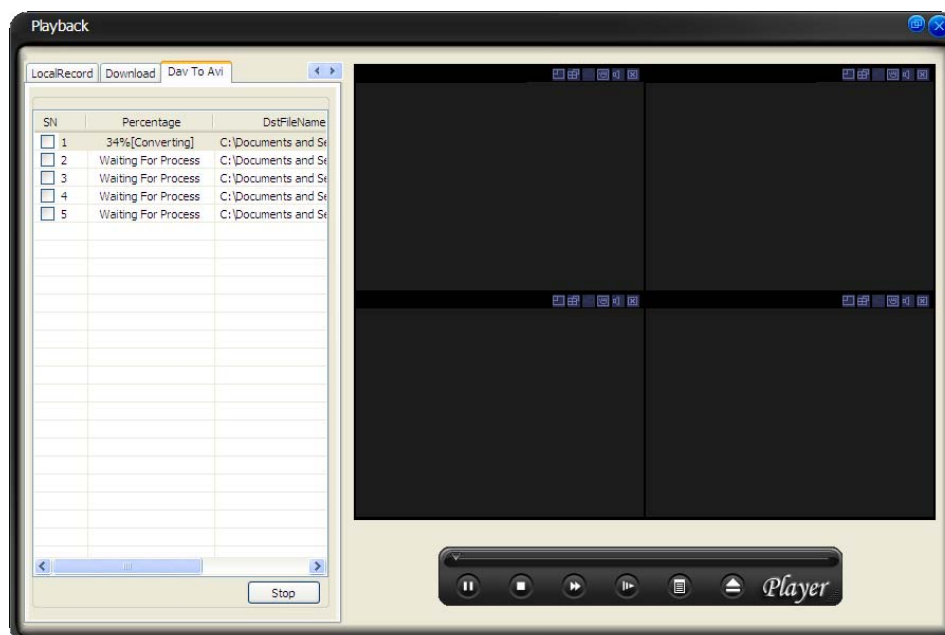 Playback
LocalRecord Download Dav To Avi
SN Percentage DstFileName
1 34%[Converting] C:\Documents and Se
2 Waiting For Process C:\Documents and Se
3 Waiting For Process C:\Documents and Se
4 Waiting For Process C:\Documents and Se
5 Waiting For Process C:\Documents and Se
Stop
Player